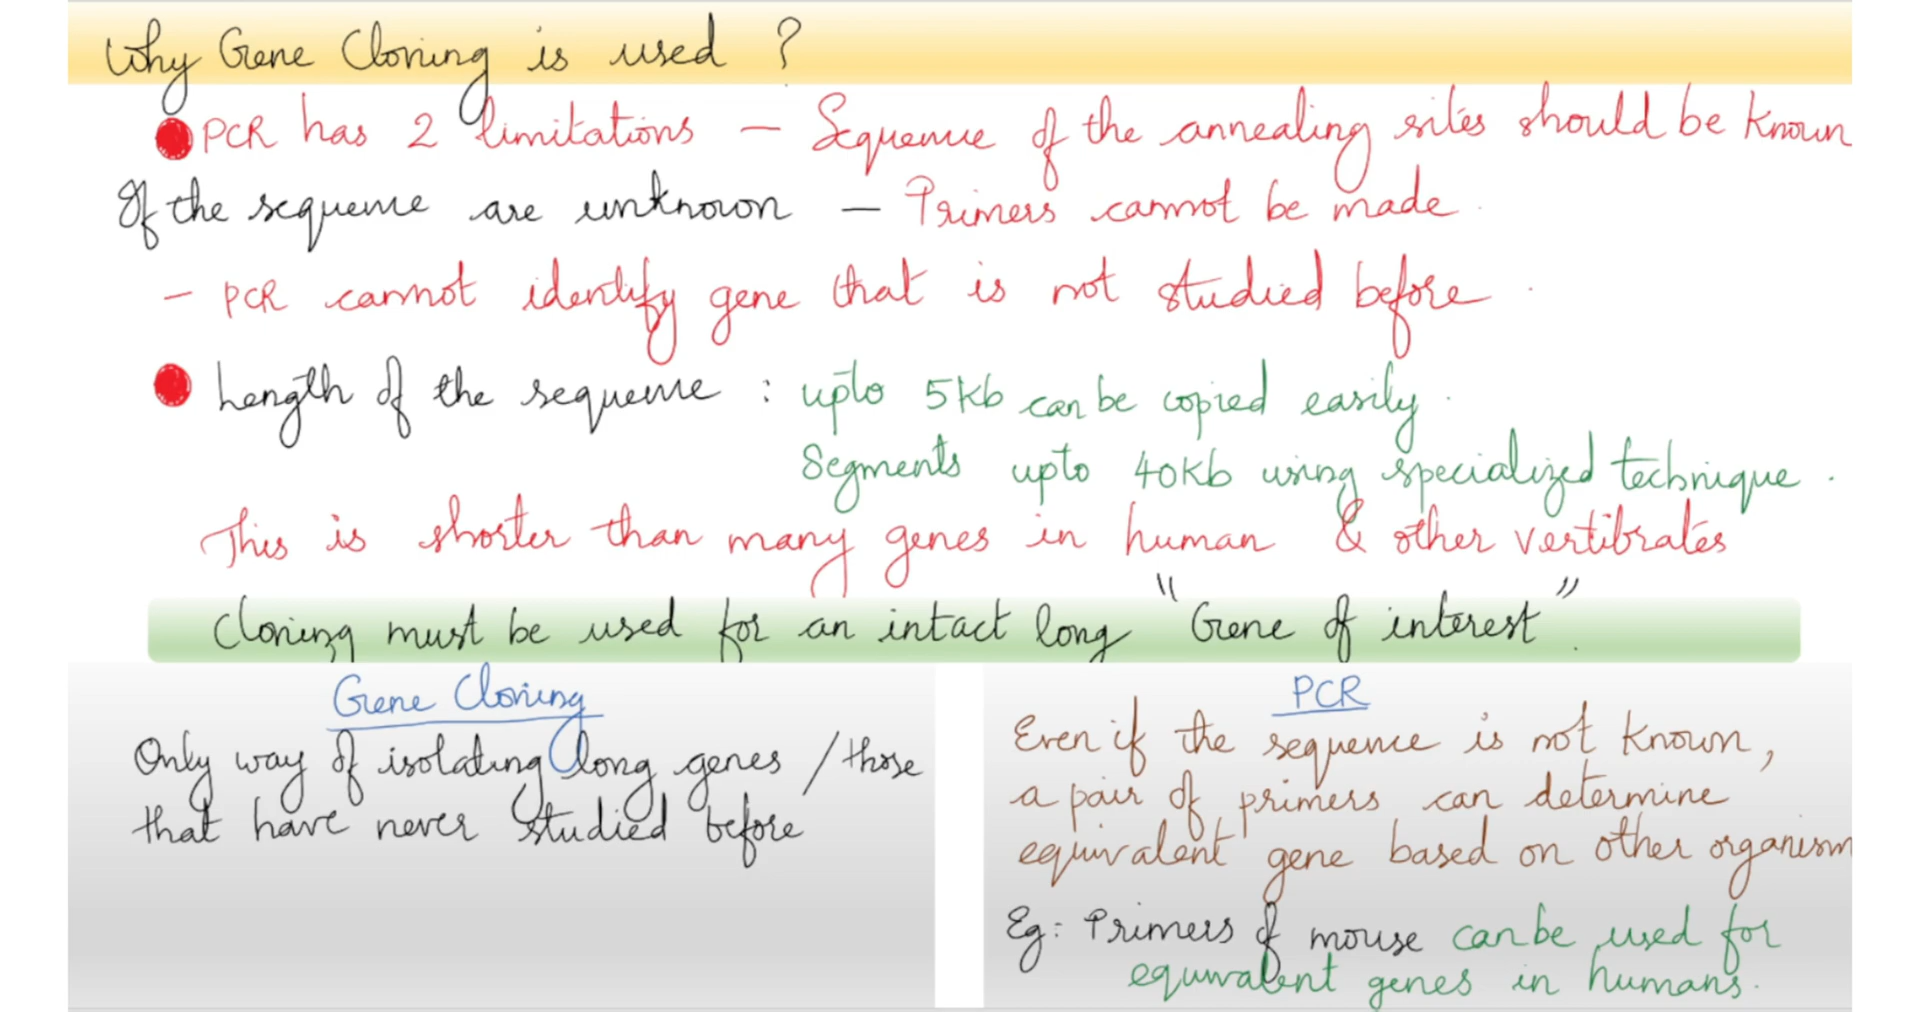 Why Gene Cloning is used ?
PCR has 2 limitations – Sequence of the annealing sites should be known
If the sequence are unknown – Primers cannot be made.
– PCR cannot identify gene that is not studied before.
Length of the sequence : upto 5Kb can be copied easily.
Segments upto 40Kb using specialized technique.
This is shorter than many genes in human & other vertibrates
Cloning must be used for an intact long "Gene of interest".
Gene Cloning
Only way of isolating long genes / those
that have never studied before
PCR
Even if the sequence is not known,
a pair of primers can determine
equivalent gene based on other organism
Eg: Primers of mouse can be used for
equivalent genes in humans.